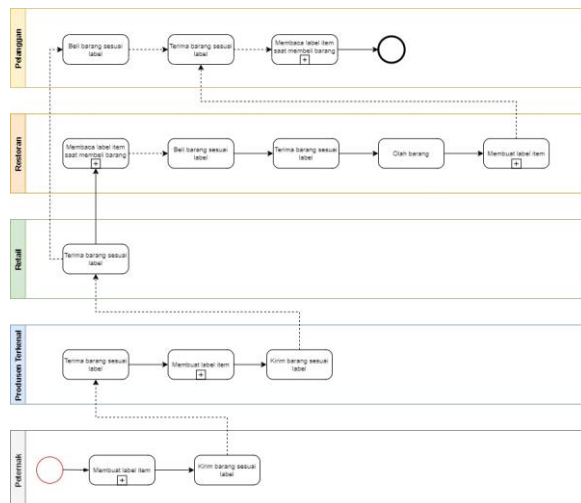 Pelanggan
Beli barang sesuai
label
Terima barang sesuai
label
Membaca label item
saat membeli barang
Restoran
Membaca label item
saat membeli barang
Beli barang sesuai
label
Terima barang sesuai
label
Olah barang
Membuat label item
Retail
Terima barang sesuai
label
Produsen Terkenal
Terima barang sesuai
label
Membuat label item
Kirim barang sesuai
label
Peternak
Membuat label item
Kirim barang sesuai
label